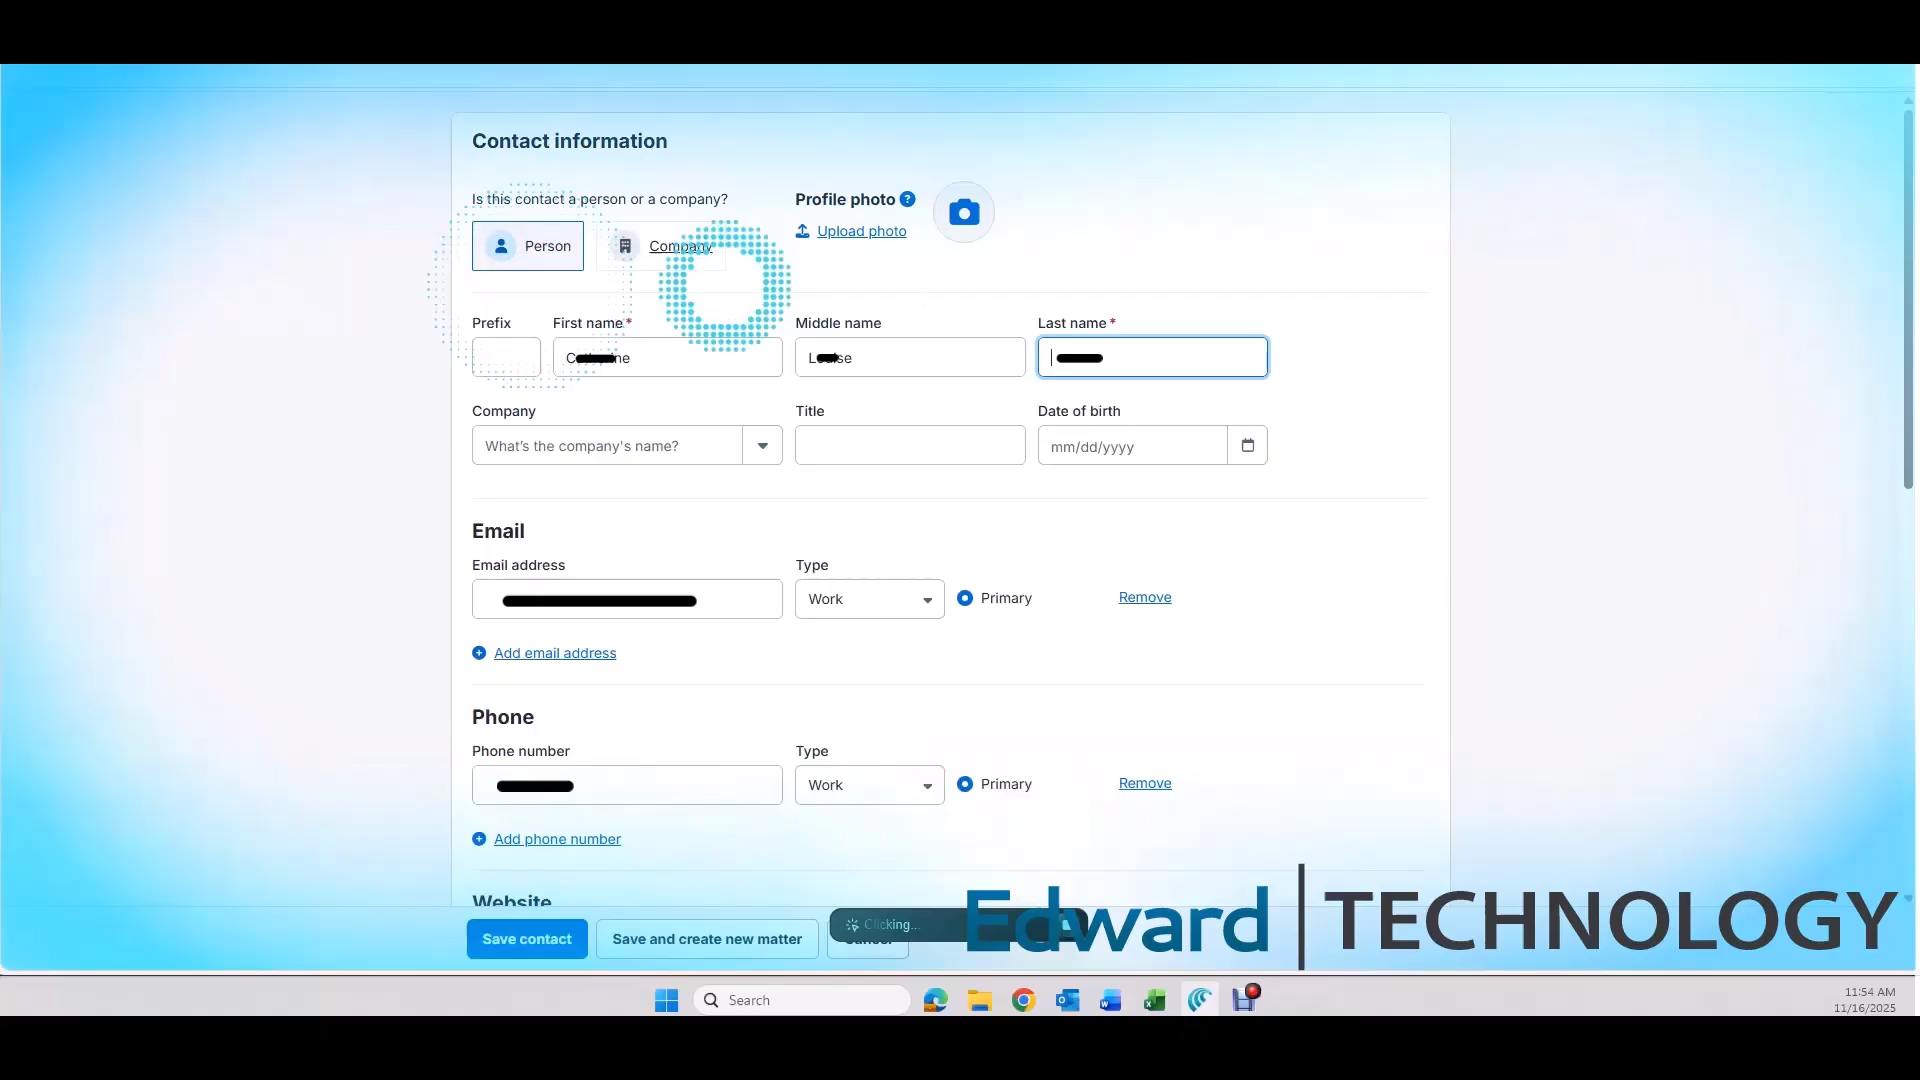 Contact information
Is this contact a person or a company?
Profile photo ?
Upload photo
Person
Company
Prefix
First name*
Middle name
Last name*
Company
Title
Date of birth
What's the company's name?
mm/dd/yyyy
Email
Email address
Type
Work
Primary
Remove
Add email address
Phone
Phone number
Type
Work
Primary
Remove
Add phone number
Website
Save contact
Save and create new matter
Clicking...
Edward | TECHNOLOGY
Search
11:54 AM
11/16/2025